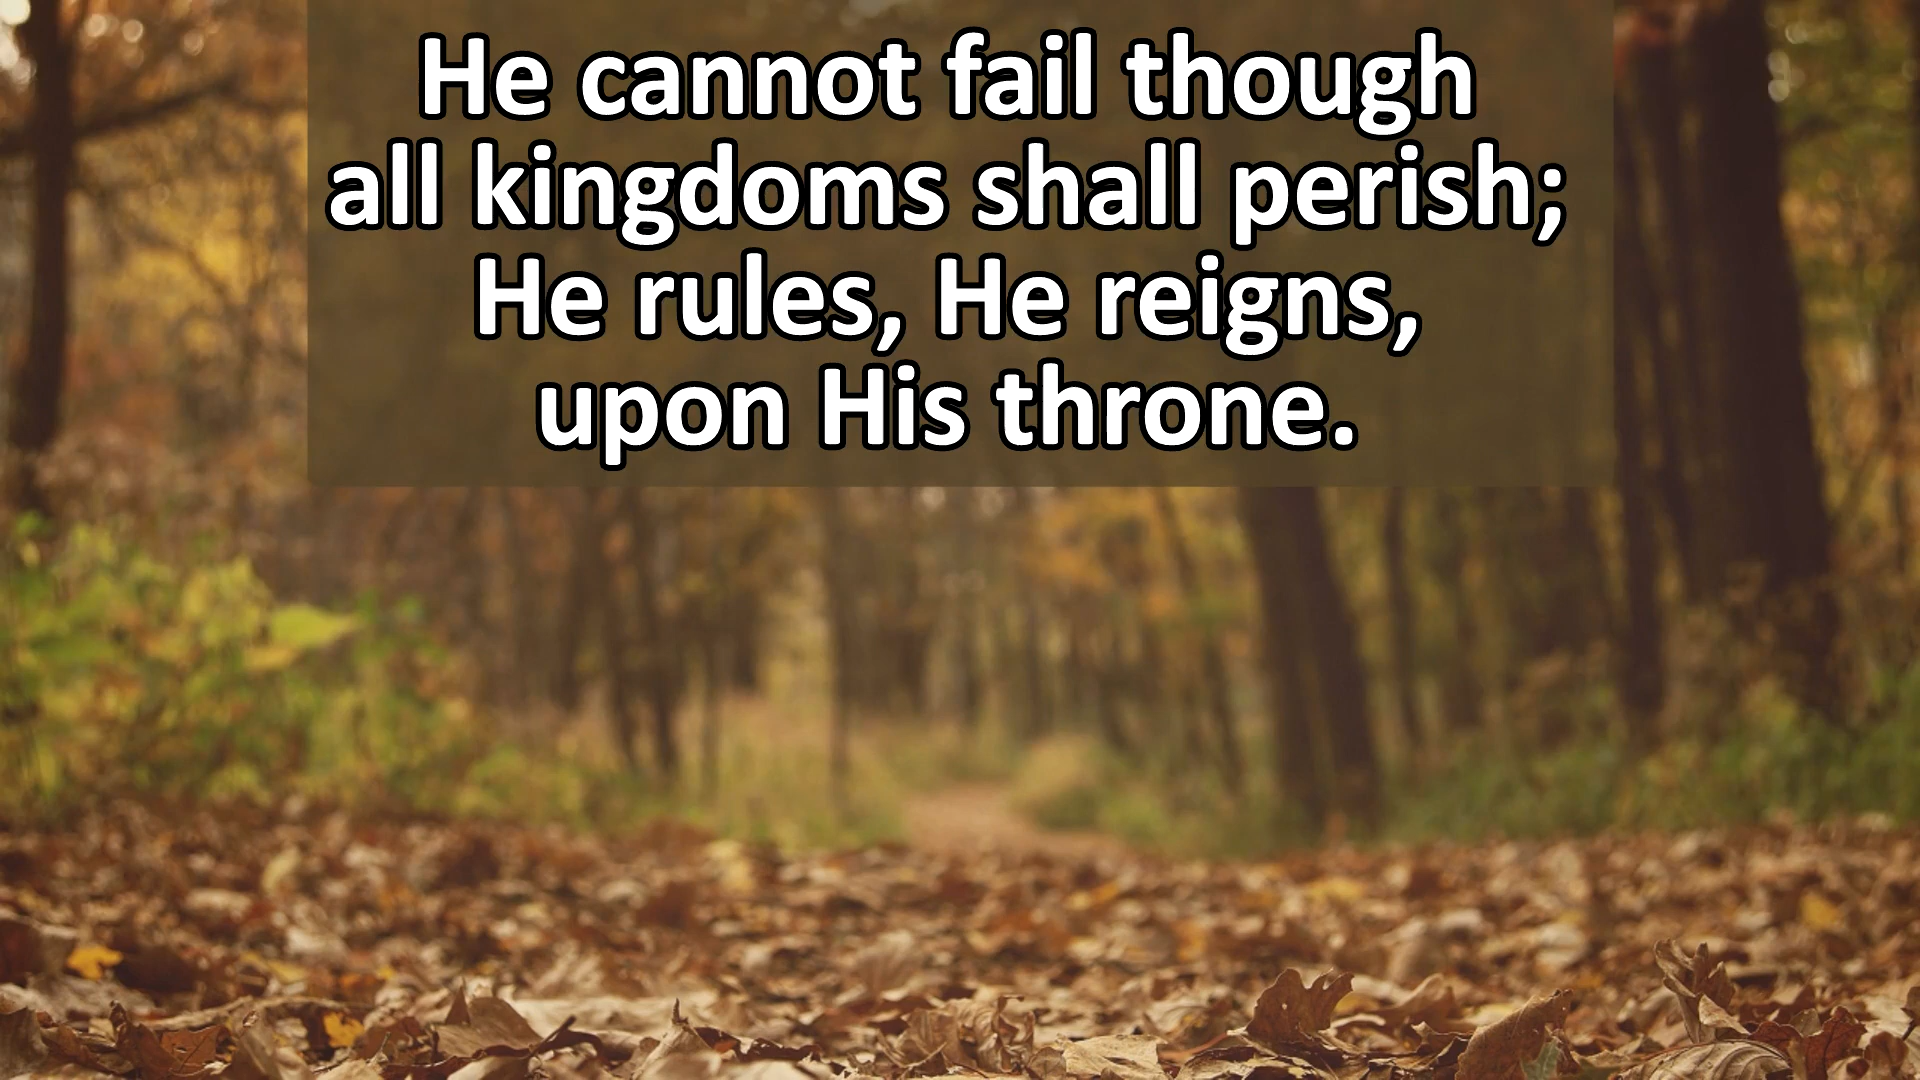 He cannot fail though
all kingdoms shall perish;
He rules, He reigns,
upon His throne.